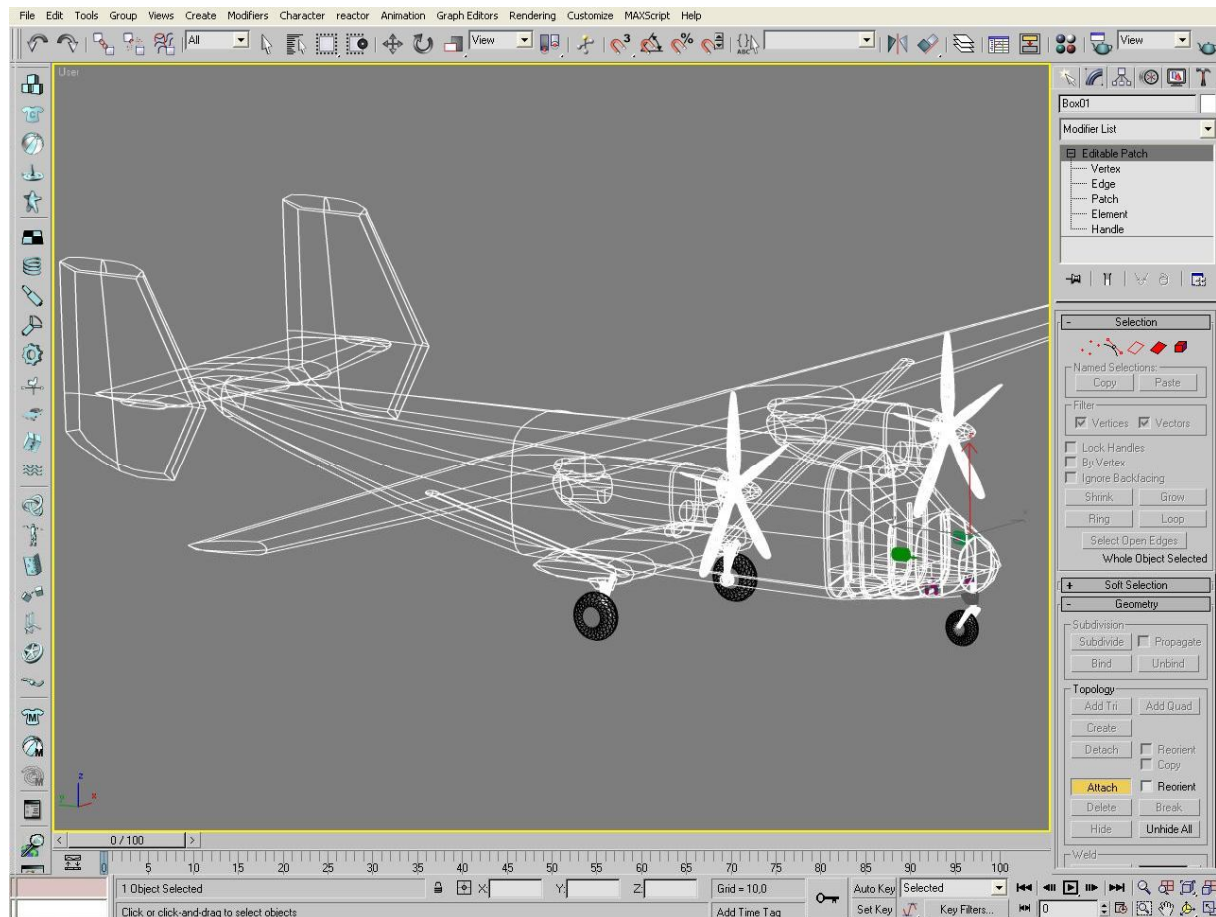 File Edit Tools Group Views Create Modifiers Character reactor Animation Graph Editors Rendering Customize MAXScript Help
All View View
User
Box01
Modifier List
Editable Patch
Vertex
Edge
Patch
Element
Handle
- Selection
Named Selections:
Copy Paste
Filter
Vertices Vectors
Lock Handles
By Vertex
Ignore Backfacing
Shrink Grow
Ring Loop
Select Open Edges
Whole Object Selected
+ Soft Selection
- Geometry
Subdivision
Subdivide Propagate
Bind Unbind
Topology
Add Tri Add Quad
Create
Detach Reorient
Copy
Attach Reorient
Delete Break
Hide Unhide All
Weld
z
y x
< 0 / 100 >
0 5 10 15 20 25 30 35 40 45 50 55 60 65 70 75 80 85 90 95 100
1 Object Selected X: Y: Z: Grid = 10,0 Auto Key Selected
Click or click-and-drag to select objects Add Time Tag Set Key Key Filters... 0